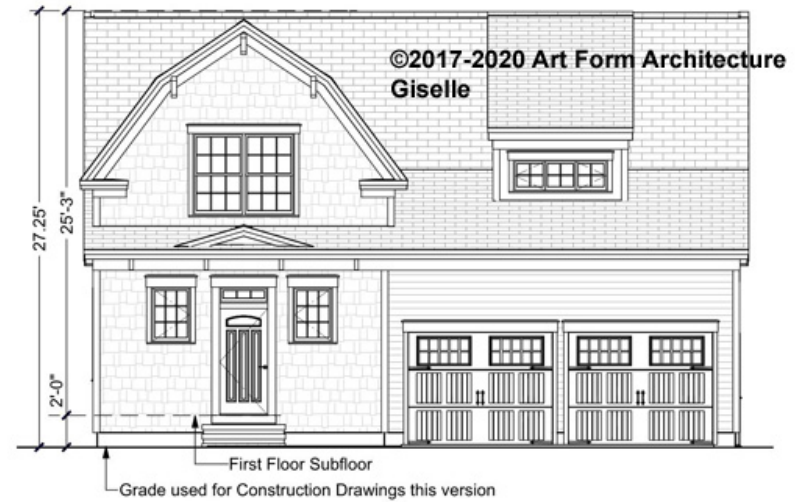 ©2017-2020 Art Form Architecture
Giselle
27.25'
25'-3"
2'-0"
First Floor Subfloor
Grade used for Construction Drawings this version